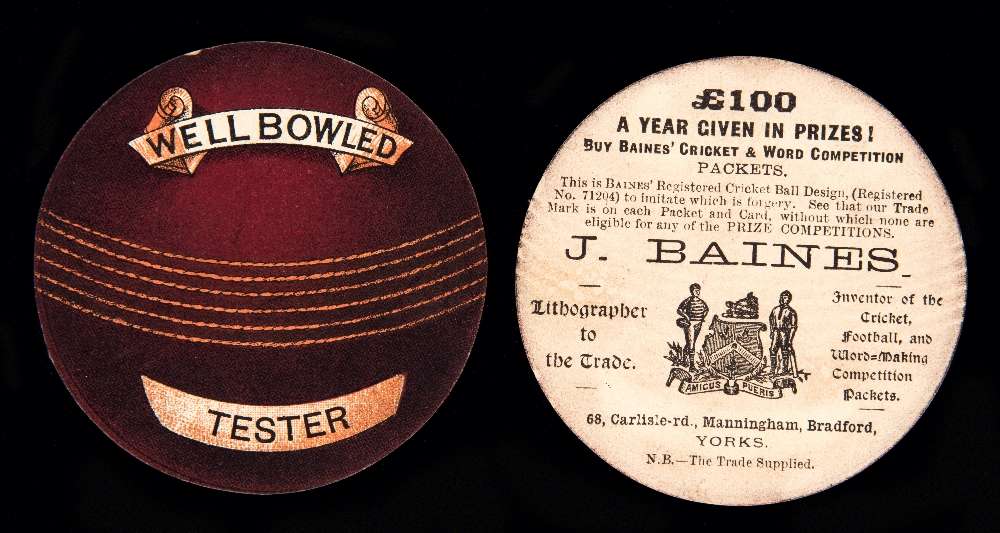 WELL BOWLED
TESTER
£100
A YEAR GIVEN IN PRIZES!
BUY BAINES' CRICKET & WORD COMPETITION
PACKETS.
This is BAINES' Registered Cricket Ball Design, (Registered
No. 71204) to imitate which is forgery. See that our Trade
Mark is on each Packet and Card, without which none are
eligible for any of the PRIZE COMPETITIONS.
J. BAINES.
Lithographer
to
the Trade.
AMICUS PUERIS
Inventor of the
Cricket,
Football, and
Word=Making
Competition
Packets.
68, Carlisle-rd., Manningham, Bradford,
YORKS.
N.B.—The Trade Supplied.